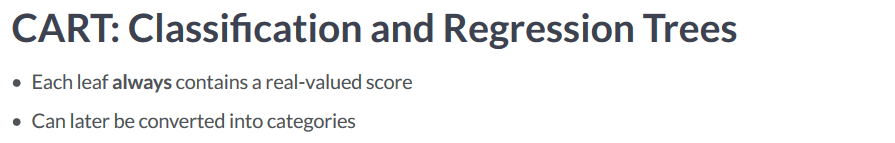 CART: Classification and Regression Trees
• Each leaf always contains a real-valued score
• Can later be converted into categories